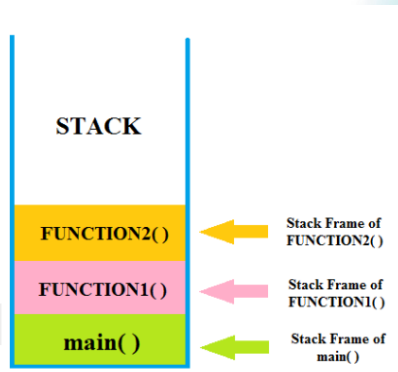 STACK
FUNCTION2( )
Stack Frame of
FUNCTION2( )
FUNCTION1( )
Stack Frame of
FUNCTION1( )
main( )
Stack Frame of
main( )